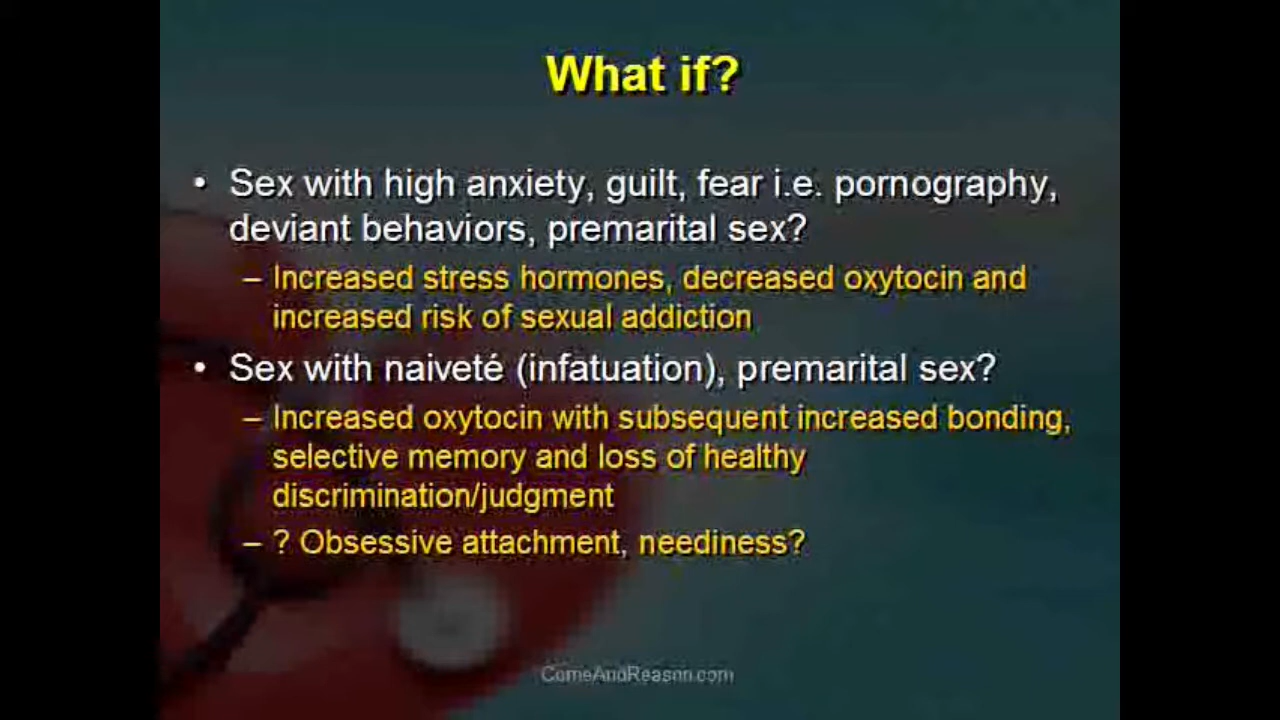 What if?
• Sex with high anxiety, guilt, fear i.e. pornography,
deviant behaviors, premarital sex?
– Increased stress hormones, decreased oxytocin and
increased risk of sexual addiction
• Sex with naiveté (infatuation), premarital sex?
– Increased oxytocin with subsequent increased bonding,
selective memory and loss of healthy
discrimination/judgment
– ? Obsessive attachment, neediness?
ComeAndReason.com